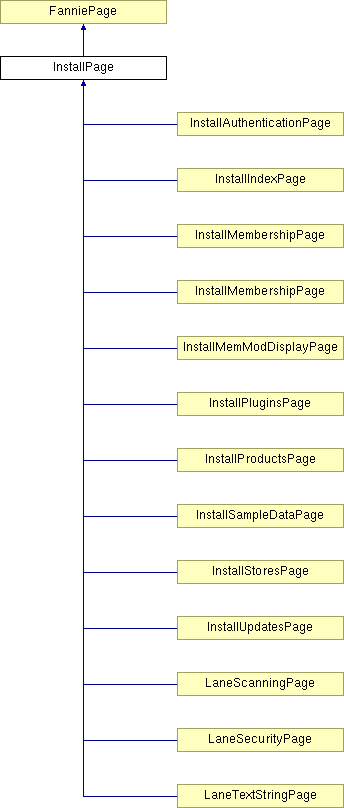 FanniePage
InstallPage
InstallAuthenticationPage
InstallIndexPage
InstallMembershipPage
InstallMembershipPage
InstallMemModDisplayPage
InstallPluginsPage
InstallProductsPage
InstallSampleDataPage
InstallStoresPage
InstallUpdatesPage
LaneScanningPage
LaneSecurityPage
LaneTextStringPage